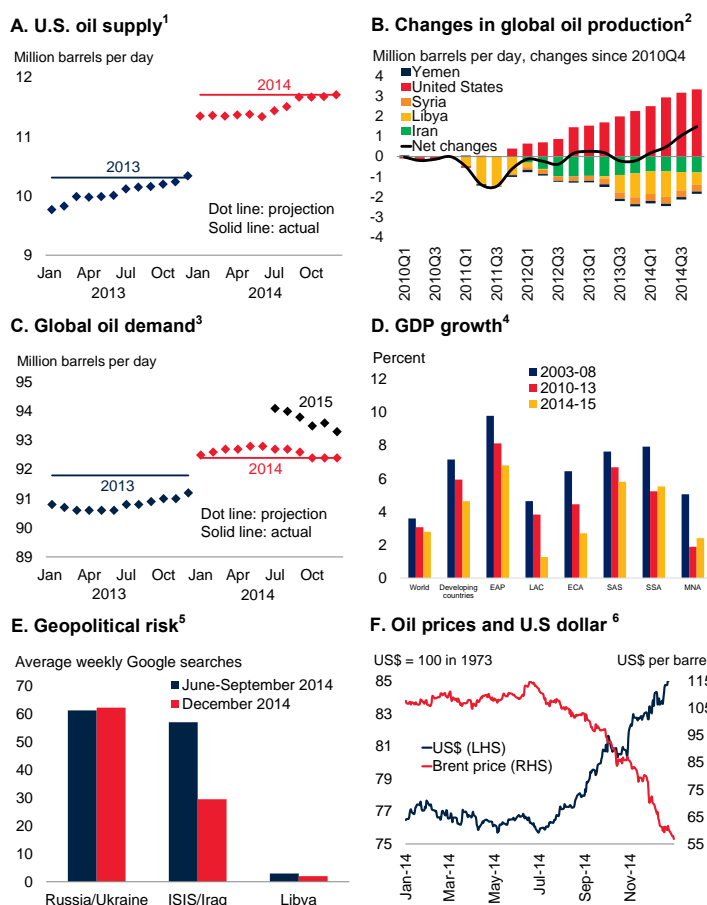 A. U.S. oil supply1
Million barrels per day
12
11
10
9
2014
2013
Dot line: projection
Solid line: actual
Jan Apr Jul Oct Jan Apr Jul Oct
2013 2014
B. Changes in global oil production2
Million barrels per day, changes since 2010Q4
4
3
2
1
0
-1
-2
-3
-4
Yemen
United States
Syria
Libya
Iran
Net changes
2010Q1
2010Q3
2011Q1
2011Q3
2012Q1
2012Q3
2013Q1
2013Q3
2014Q1
2014Q3
C. Global oil demand3
Million barrels per day
95
94
93
92
91
90
89
2015
2014
2013
Dot line: projection
Solid line: actual
Jan Apr Jul Oct Jan Apr Jul Oct
2013 2014
D. GDP growth4
Percent
12
10
8
6
4
2
0
2003-08
2010-13
2014-15
World Developing countries EAP LAC ECA SAS SSA MNA
E. Geopolitical risk5
Average weekly Google searches
70
60
50
40
30
20
10
0
June-September 2014
December 2014
Russia/Ukraine ISIS/Iraq Libya
F. Oil prices and U.S dollar 6
US$ = 100 in 1973 US$ per barre
85
83
81
79
77
75
US$ (LHS)
Brent price (RHS)
115
105
95
85
75
65
55
Jan-14
Mar-14
May-14
Jul-14
Sep-14
Nov-14